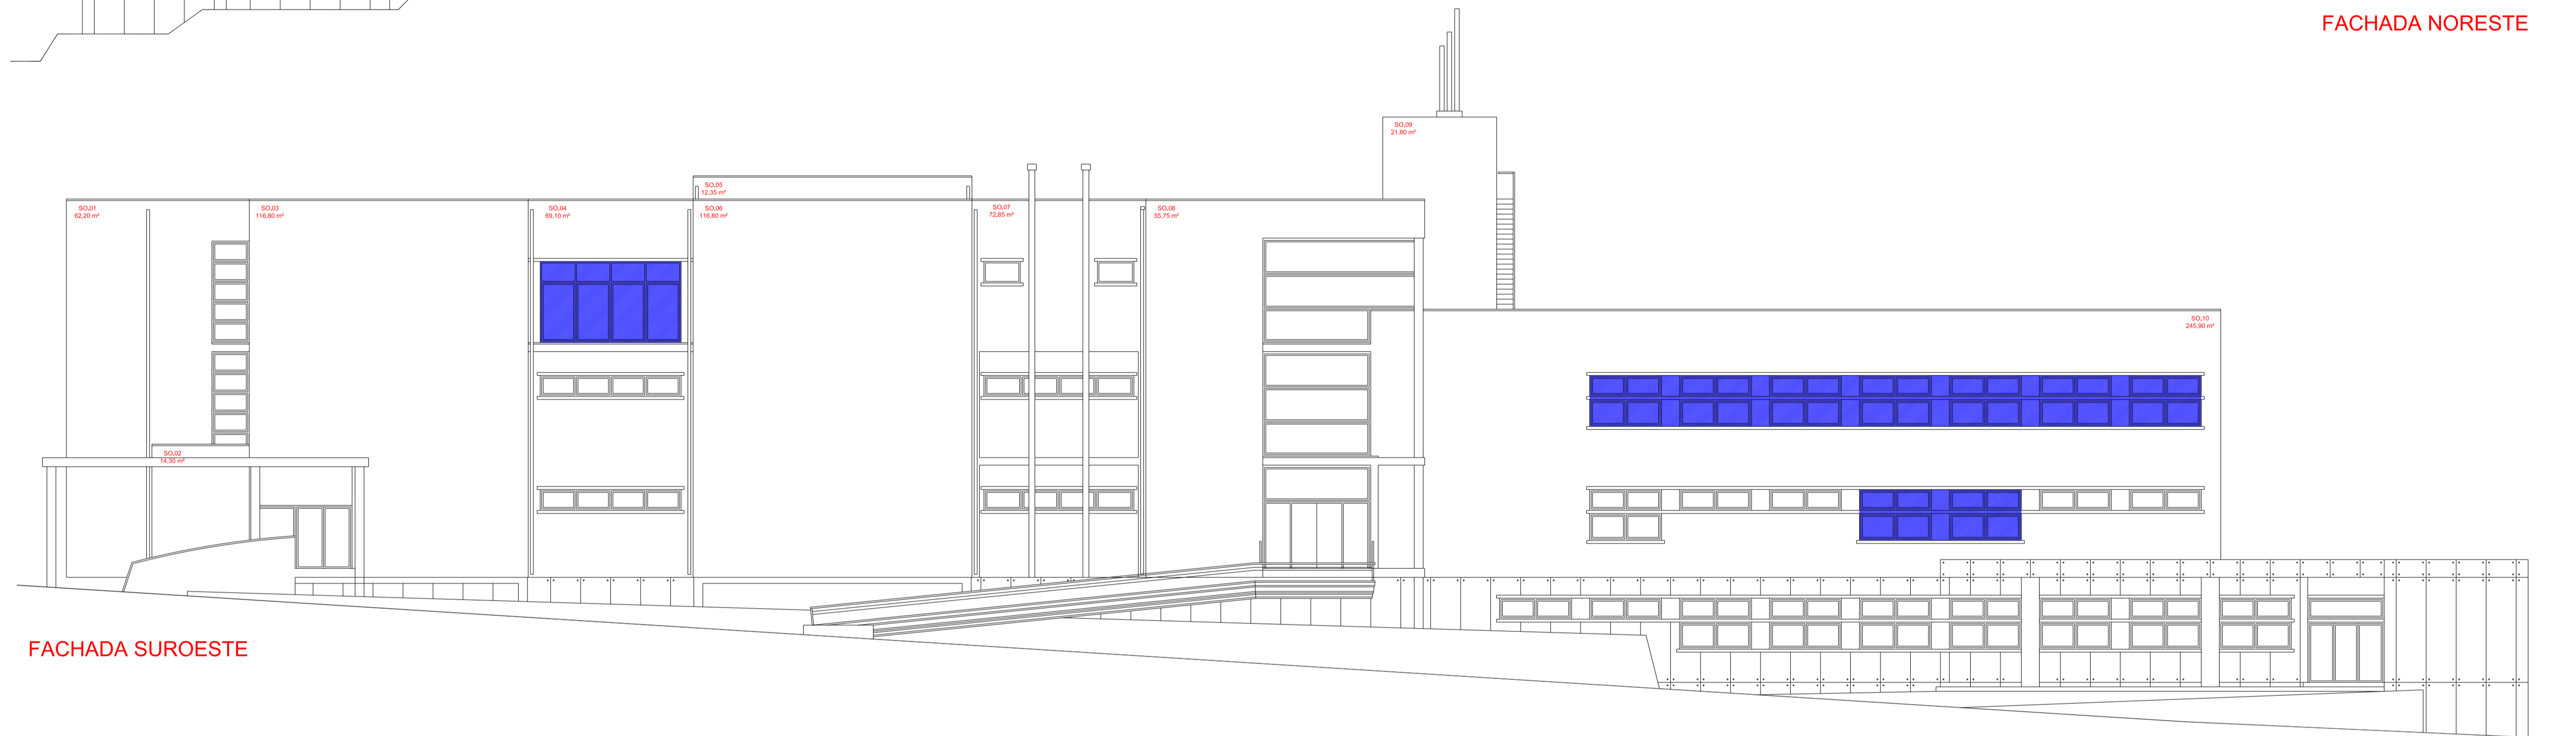 FACHADA NORESTE
SO.09
21,80 m²
SO.05
12,35 m²
SO.01
62,20 m²
SO.03
116,80 m²
SO.04
69,10 m²
SO.06
116,80 m²
SO.07
72,85 m²
SO.08
55,75 m²
SO.10
245,90 m²
SO.02
14,30 m²
FACHADA SUROESTE